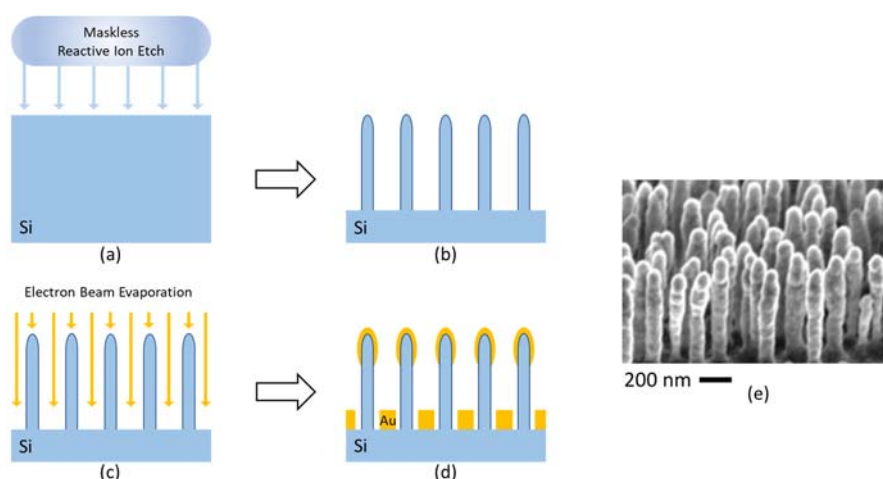 Maskless
Reactive Ion Etch
Si
(a)
Si
(b)
Electron Beam Evaporation
Si
(c)
Au
Si
(d)
200 nm
(e)